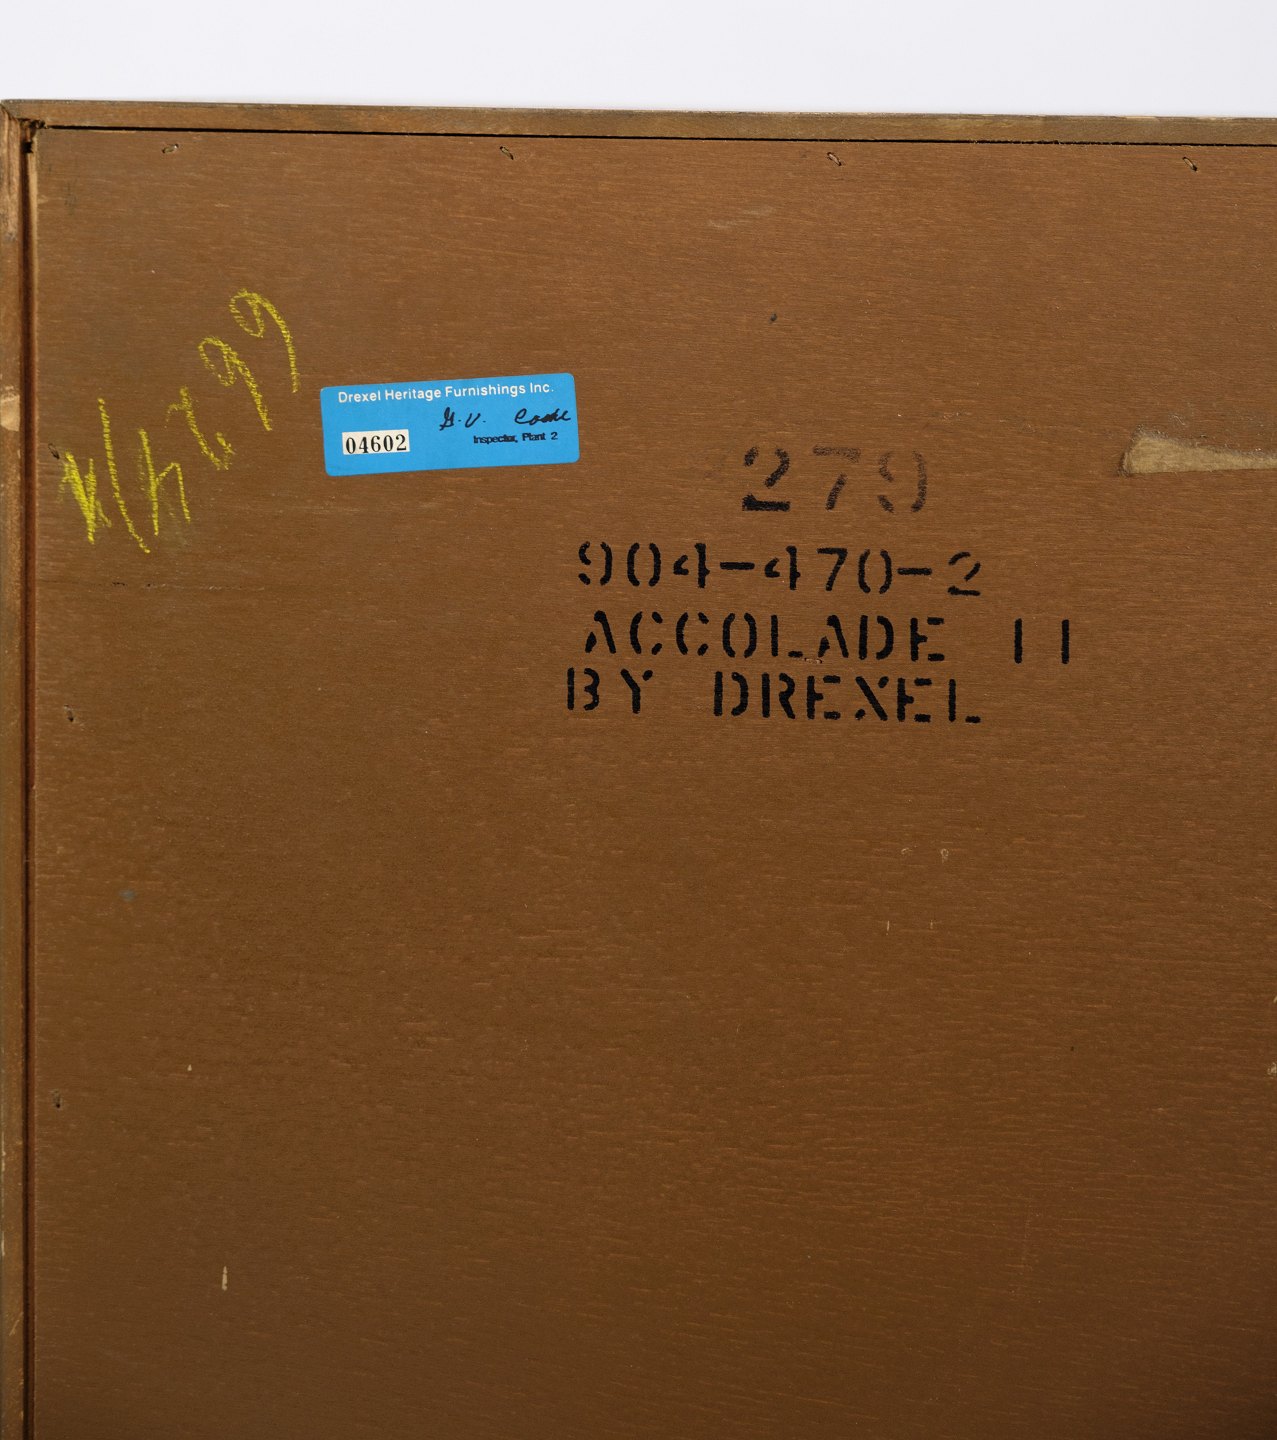 Drexel Heritage Furnishings Inc.
04602
Inspector, Plant 2
279
904-470-2
ACCOLADE II
BY DREXEL